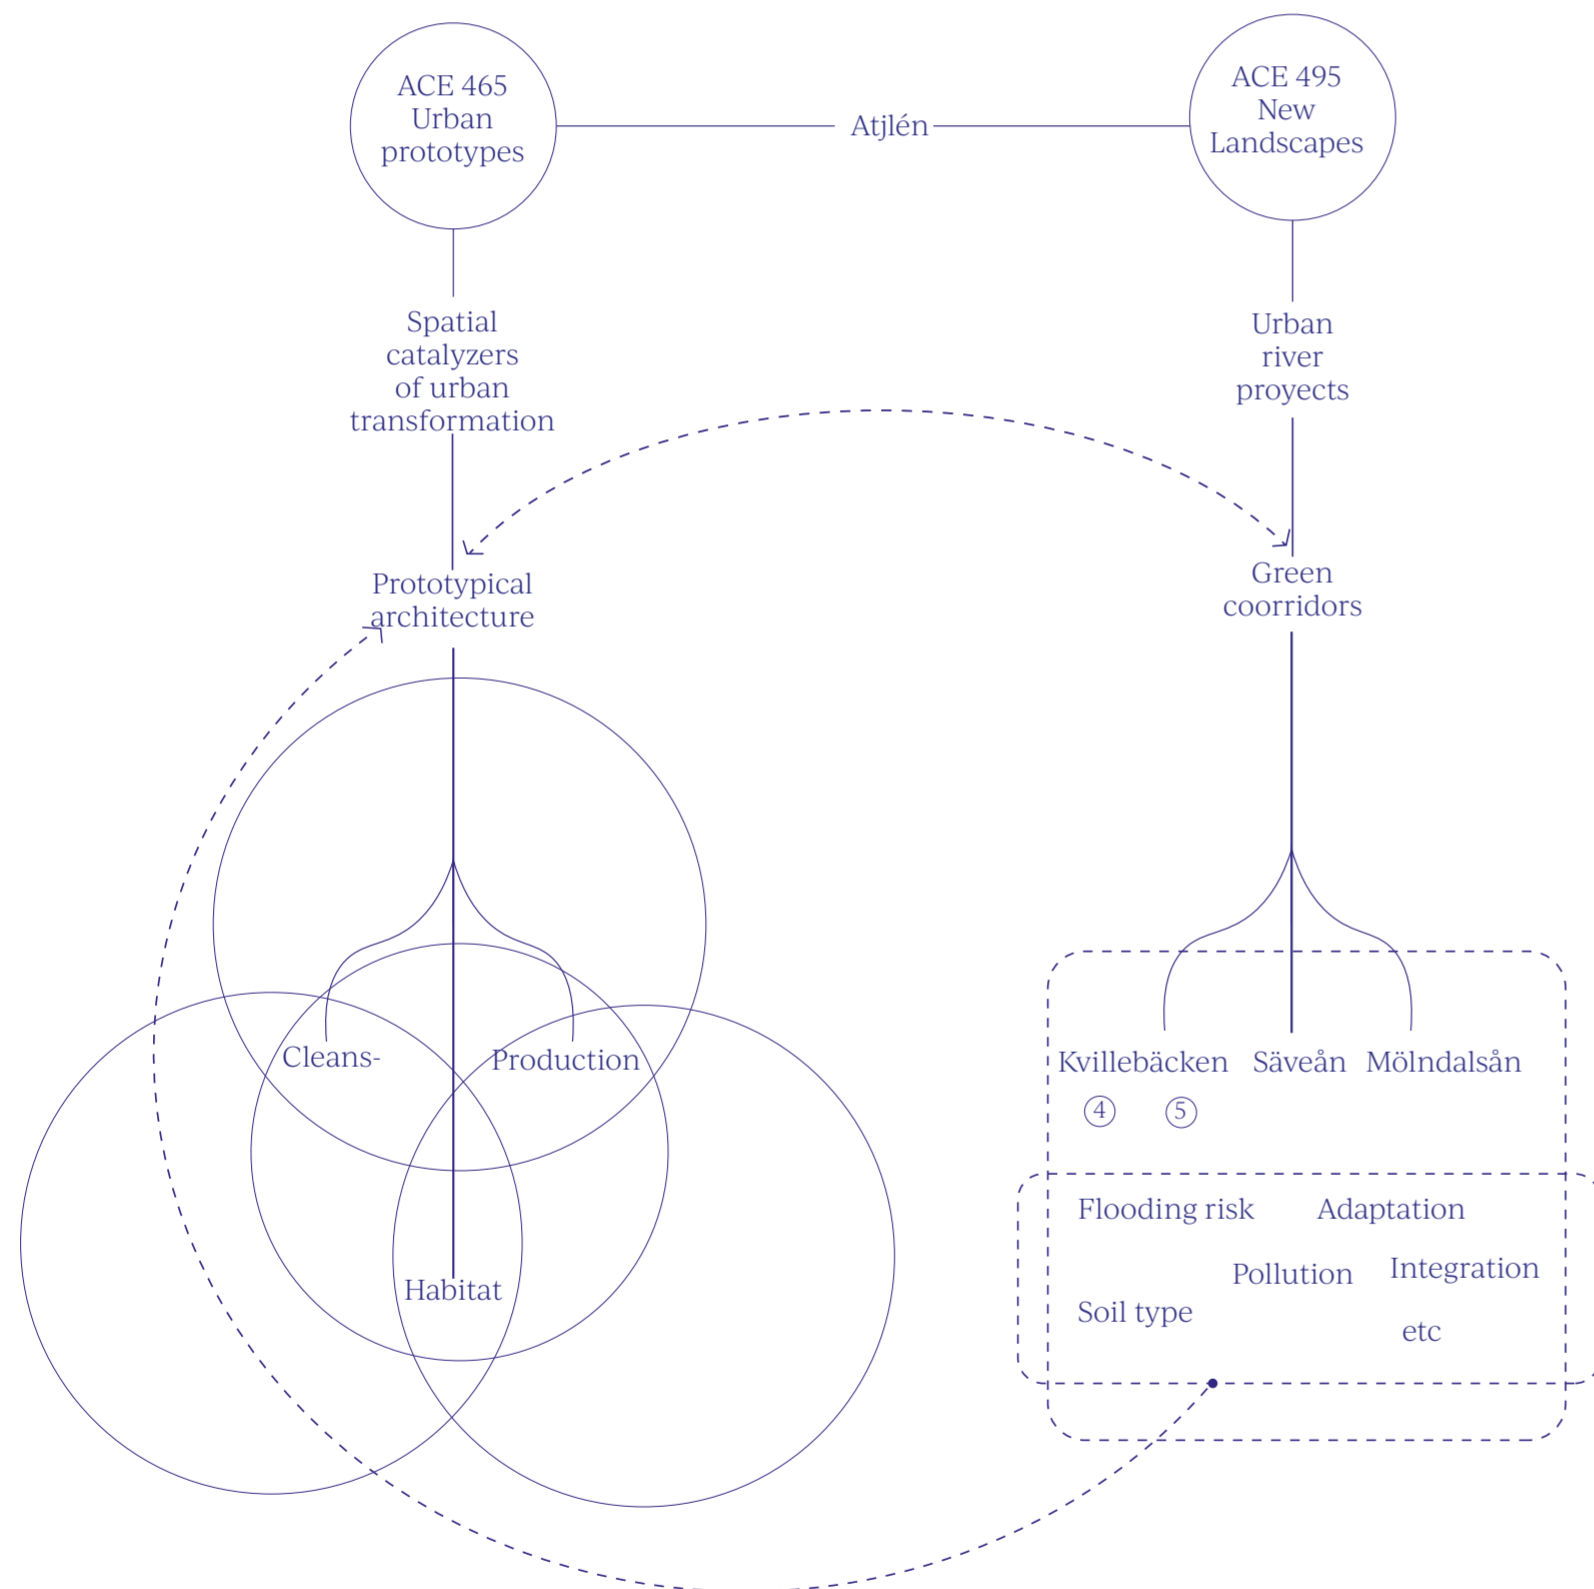 ACE 465
Urban
prototypes
Atjlén
ACE 495
New
Landscapes
Spatial
catalyzers
of urban
transformation
Urban
river
proyects
Prototypical
architecture
Green
coorridors
Cleans-
Production
Habitat
Kvillebäcken
Säveån
Mölndalsån
4
5
Flooding risk
Adaptation
Pollution
Integration
Soil type
etc